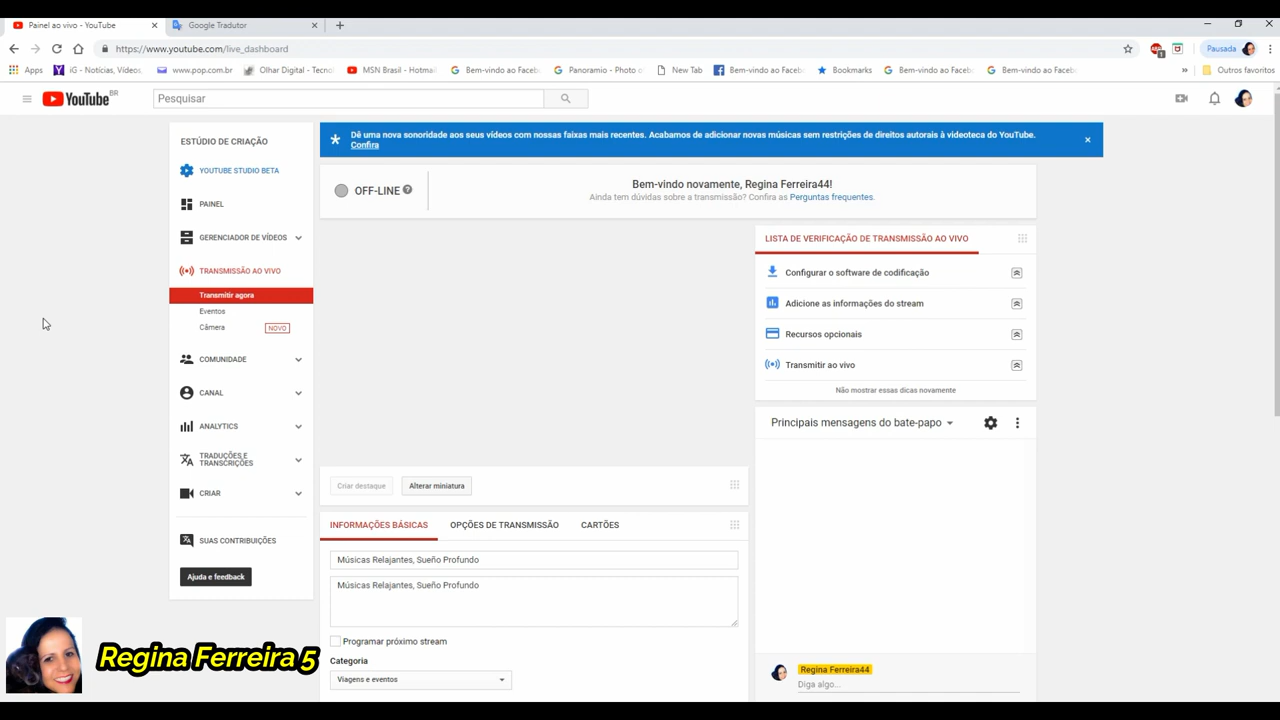 Painel ao vivo - YouTube
Google Tradutor
https://www.youtube.com/live_dashboard
Pausada
Apps
iG - Notícias, Vídeos,
www.pop.com.br
Olhar Digital - Tecno
MSN Brasil - Hotmail
Bem-vindo ao Faceb
Panoramio - Photo o
New Tab
Bem-vindo ao Faceb
Bookmarks
Bem-vindo ao Faceb
Bem-vindo ao Faceb
Outros favoritos
YouTube BR
Pesquisar
ESTÚDIO DE CRIAÇÃO
YOUTUBE STUDIO BETA
PAINEL
GERENCIADOR DE VÍDEOS
TRANSMISSÃO AO VIVO
Transmitir agora
Eventos
Câmera NOVO
COMUNIDADE
CANAL
ANALYTICS
TRADUÇÕES E
TRANSCRIÇÕES
CRIAR
SUAS CONTRIBUIÇÕES
Ajuda e feedback
Dê uma nova sonoridade aos seus vídeos com nossas faixas mais recentes. Acabamos de adicionar novas músicas sem restrições de direitos autorais à videoteca do YouTube.
Confira
OFF-LINE
Bem-vindo novamente, Regina Ferreira44!
Ainda tem dúvidas sobre a transmissão? Confira as Perguntas frequentes.
LISTA DE VERIFICAÇÃO DE TRANSMISSÃO AO VIVO
Configurar o software de codificação
Adicione as informações do stream
Recursos opcionais
Transmitir ao vivo
Não mostrar essas dicas novamente
Principais mensagens do bate-papo
Criar destaque
Alterar miniatura
INFORMAÇÕES BÁSICAS
OPÇÕES DE TRANSMISSÃO
CARTÕES
Músicas Relajantes, Sueño Profundo
Músicas Relajantes, Sueño Profundo
Programar próximo stream
Categoria
Viagens e eventos
Regina Ferreira44
Diga algo...
Regina Ferreira 5